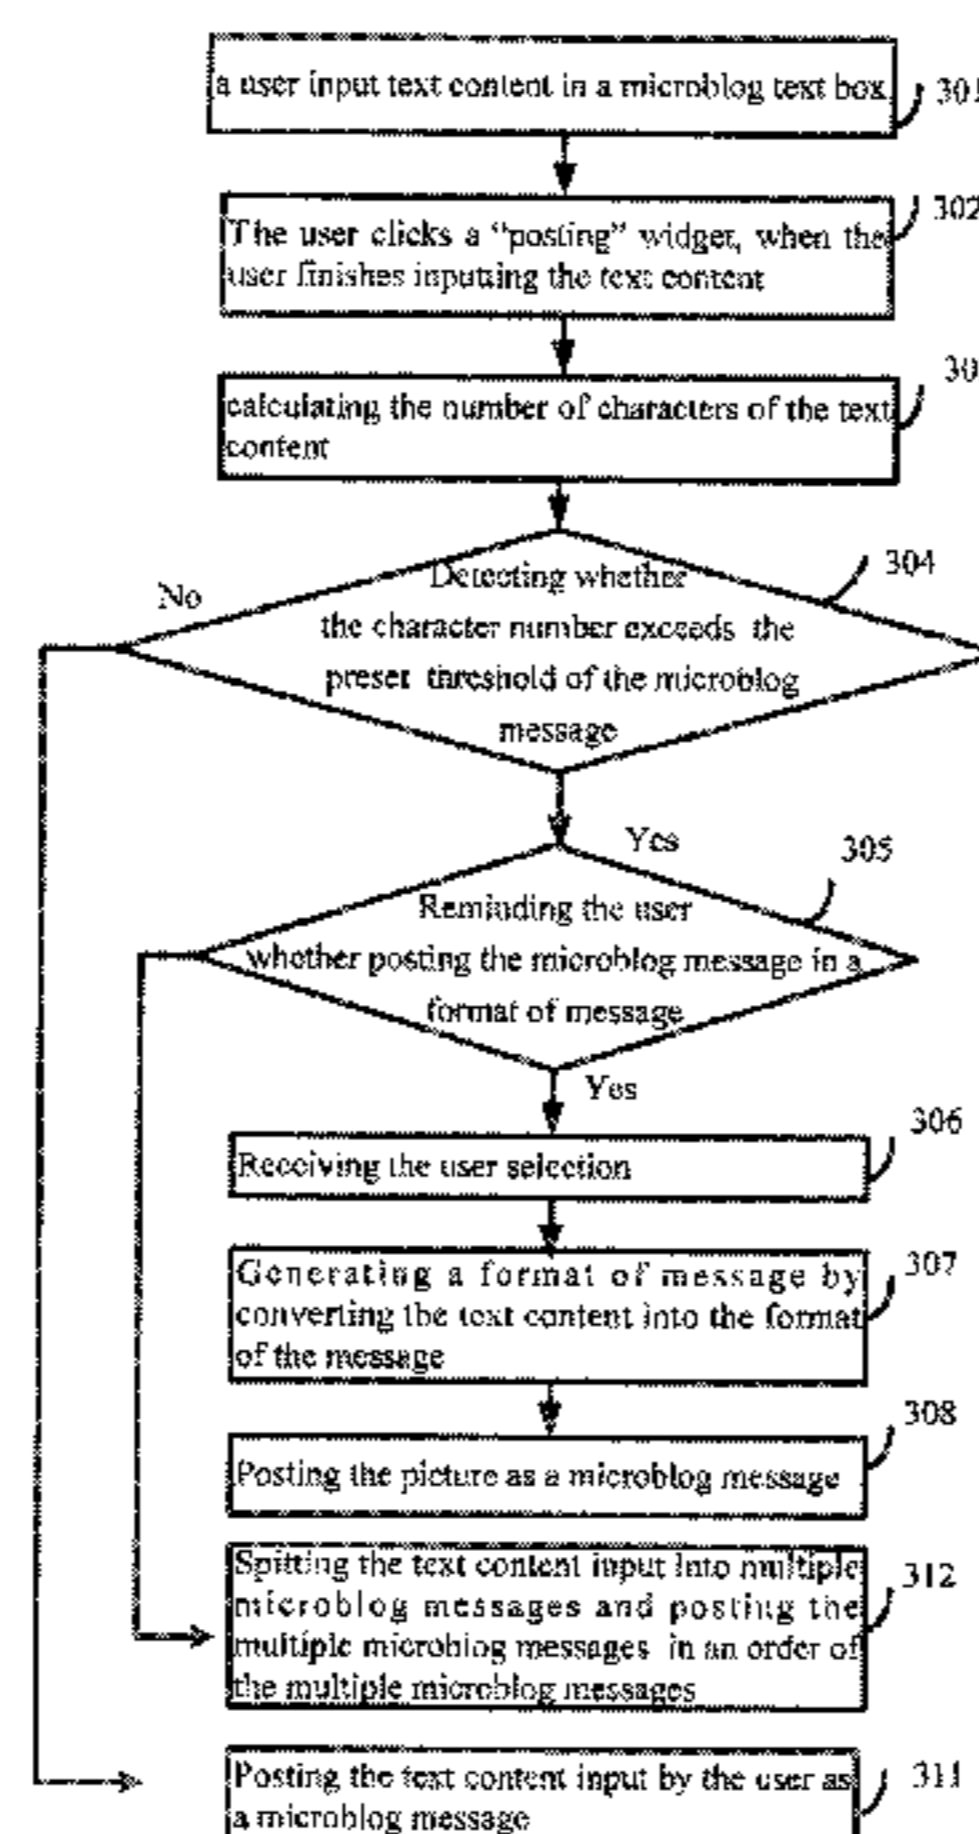 a user input text content in a microblog text box
301
302
The user clicks a “posting” widget, when the
user finishes inputting the text content
30
calculating the number of characters of the text
content
304
No
Detecting whether
the character number exceeds the
preset threshold of the microblog
message
Yes
305
Reminding the user
whether posting the microblog message in a
format of message
Yes
306
Receiving the user selection
307
Generating a format of message by
converting the text content into the format
of the message
308
Posting the picture as a microblog message
312
Spitting the text content input into multiple
microblog messages and posting the
multiple microblog messages in an order of
the multiple microblog messages
311
Posting the text content input by the user as
a microblog message